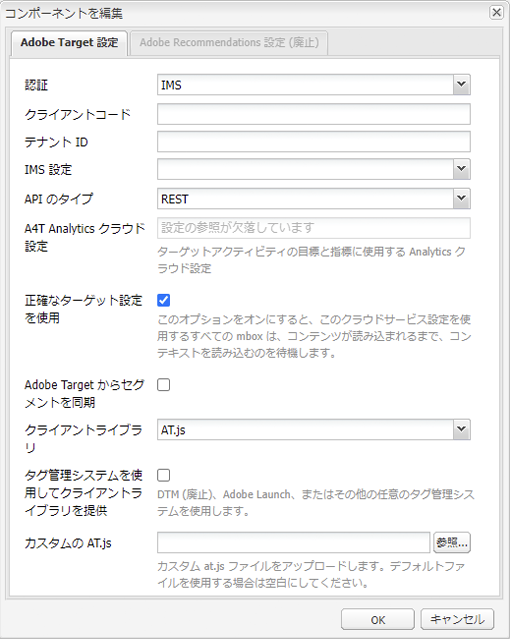 コンポーネントを編集
Adobe Target 設定
Adobe Recommendations 設定 (廃止)
認証
IMS
クライアントコード
テナント ID
IMS 設定
API のタイプ
REST
A4T Analytics クラウド
設定
設定の参照が欠落しています
ターゲットアクティビティの目標と指標に使用する Analytics ク
ラウド設定
正確なターゲット設定
を使用
このオプションをオンにすると、このクラウドサービス設定を使
用するすべての mbox は、コンテンツが読み込まれるまで、コン
テキストを読み込むのを待機します。
Adobe Target からセグ
メントを同期
クライアントライブラ
リ
AT.js
タグ管理システムを使
用してクライアントラ
イブラリを提供
DTM (廃止)、Adobe Launch、またはその他の任意のタグ管理シス
テムを使用します。
カスタムの AT.js
参照...
カスタム at.js ファイルをアップロードします。デフォルトファ
イルを使用する場合は空白にしてください。
OK
キャンセル